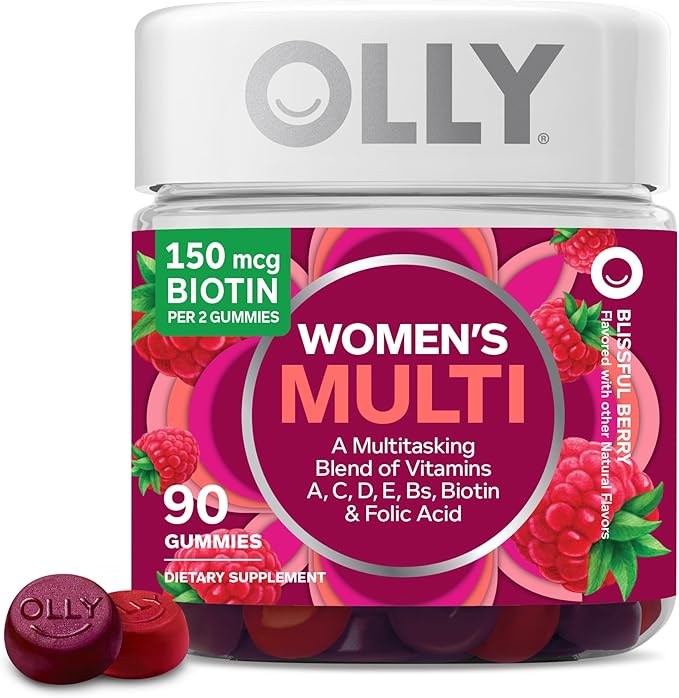 OLLY®
150 mcg
BIOTIN
PER 2 GUMMIES
WOMEN'S
MULTI
A Multitasking
Blend of Vitamins
A, C, D, E, Bs, Biotin
& Folic Acid
90
GUMMIES
DIETARY SUPPLEMENT
BLISSFUL BERRY
Flavored with other Natural Flavors
OLLY